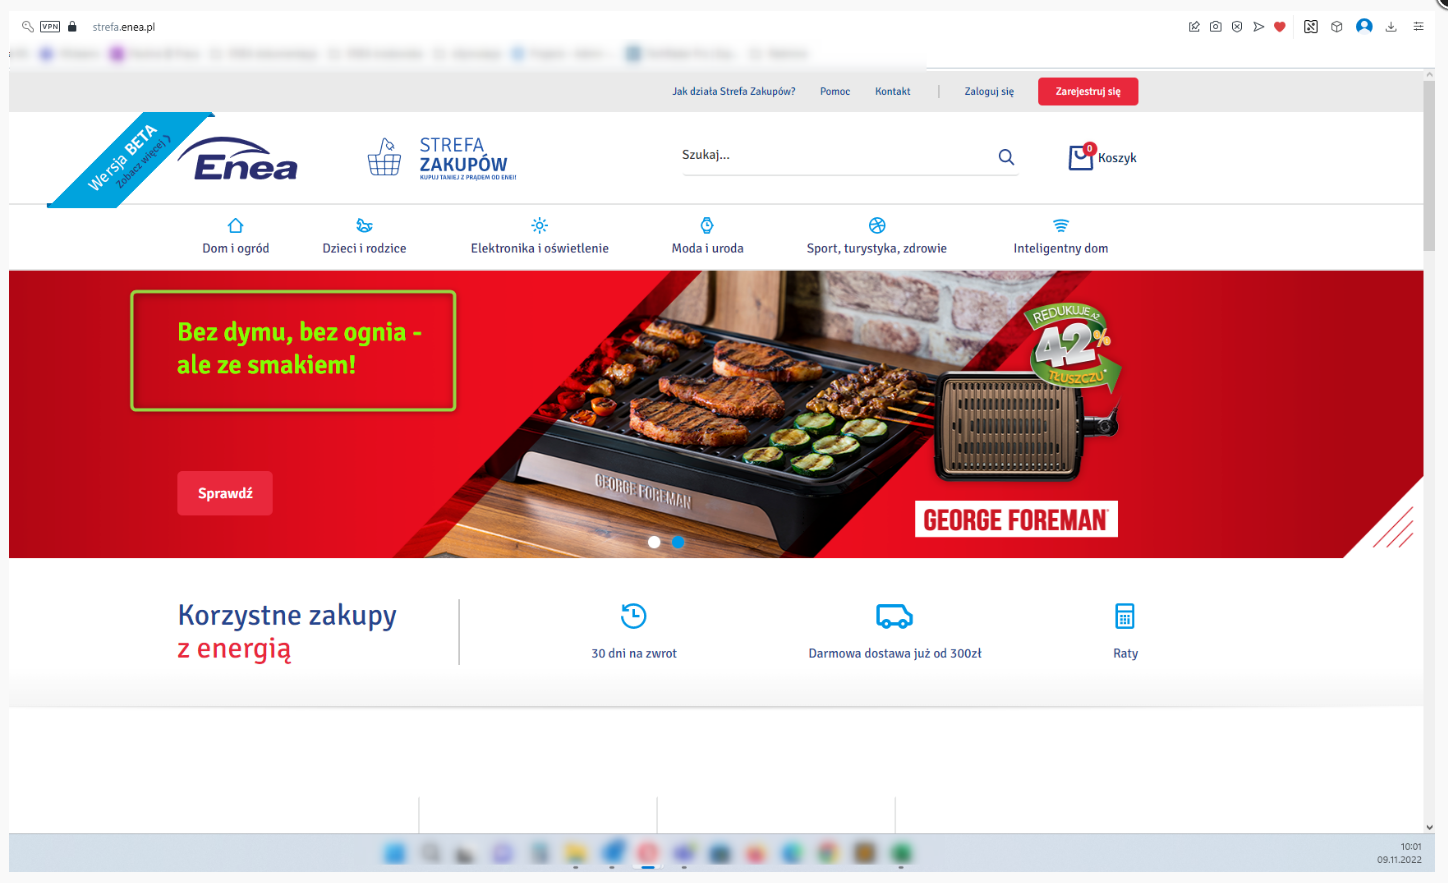 VPN strefa.enea.pl
Jak działa Strefa Zakupów? Pomoc Kontakt Zaloguj się Zarejestruj się
Wersja BETA
Zobacz więcej
Enea
STREFA
ZAKUPÓW
KUPUJ TANIEJ Z PRĄDEM OD ENEI!
Szukaj...
0
Koszyk
Dom i ogród Dzieci i rodzice Elektronika i oświetlenie Moda i uroda Sport, turystyka, zdrowie Inteligentny dom
Bez dymu, bez ognia -
ale ze smakiem!
Sprawdź
GEORGE FOREMAN
REDUKUJE AŻ
42%
TŁUSZCZU*
GEORGE FOREMAN
Korzystne zakupy
z energią
30 dni na zwrot Darmowa dostawa już od 300zł Raty
10:01
09.11.2022